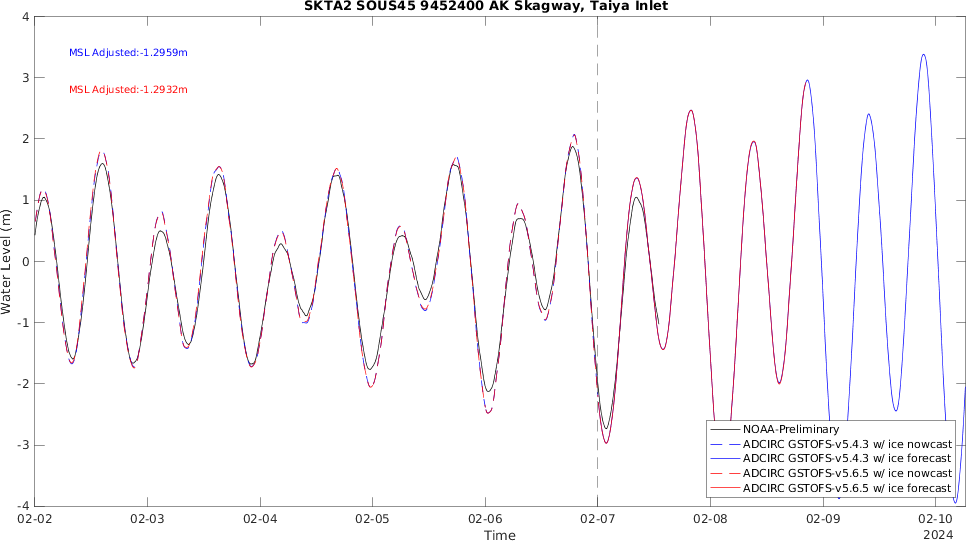 SKTA2 SOUS45 9452400 AK Skagway, Taiya Inlet
MSL Adjusted:-1.2959m
MSL Adjusted:-1.2932m
Water Level (m)
4
3
2
1
0
-1
-2
-3
-4
NOAA-Preliminary
ADCIRC GSTOFS-v5.4.3 w/ ice nowcast
ADCIRC GSTOFS-v5.4.3 w/ ice forecast
ADCIRC GSTOFS-v5.6.5 w/ ice nowcast
ADCIRC GSTOFS-v5.6.5 w/ ice forecast
02-02 02-03 02-04 02-05 02-06 02-07 02-08 02-09 02-10
Time
2024